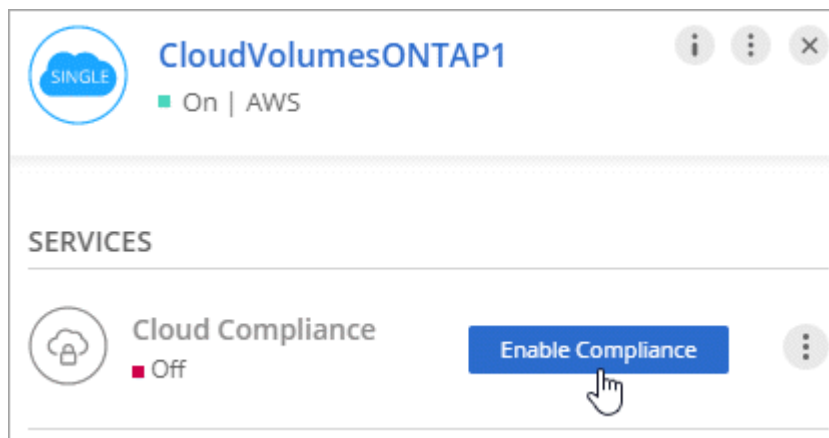 SINGLE
CloudVolumesONTAP1
On | AWS
SERVICES
Cloud Compliance
Off
Enable Compliance